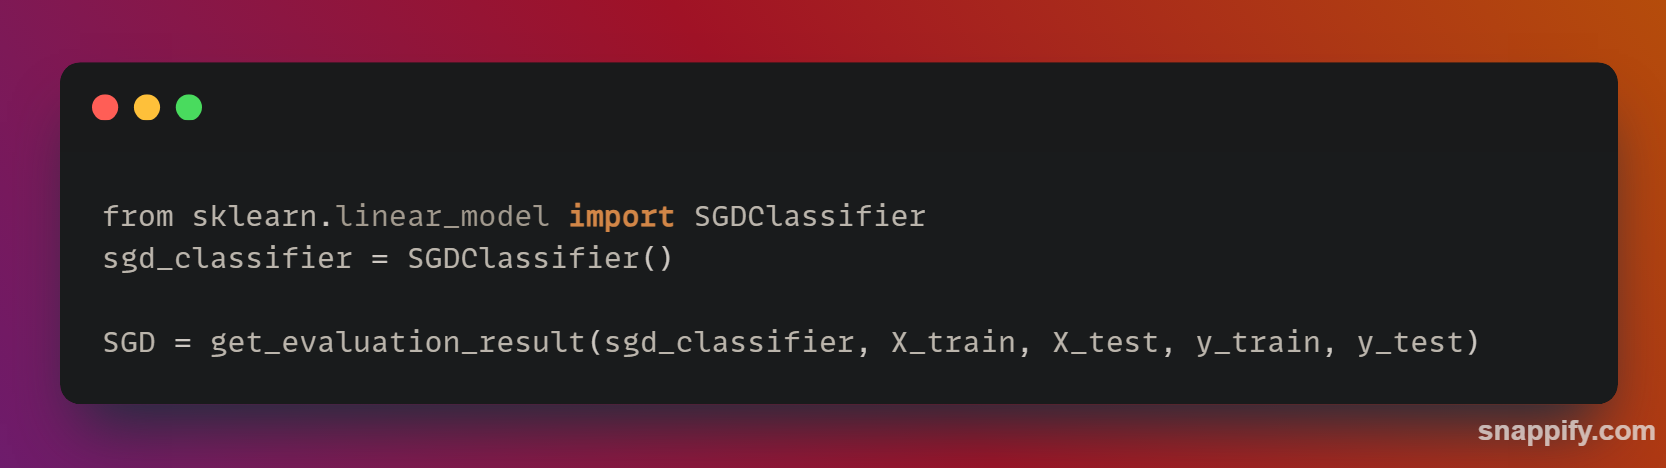 from sklearn.linear_model import SGDClassifier
sgd_classifier = SGDClassifier()
SGD = get_evaluation_result(sgd_classifier, X_train, X_test, y_train, y_test)
snappify.com